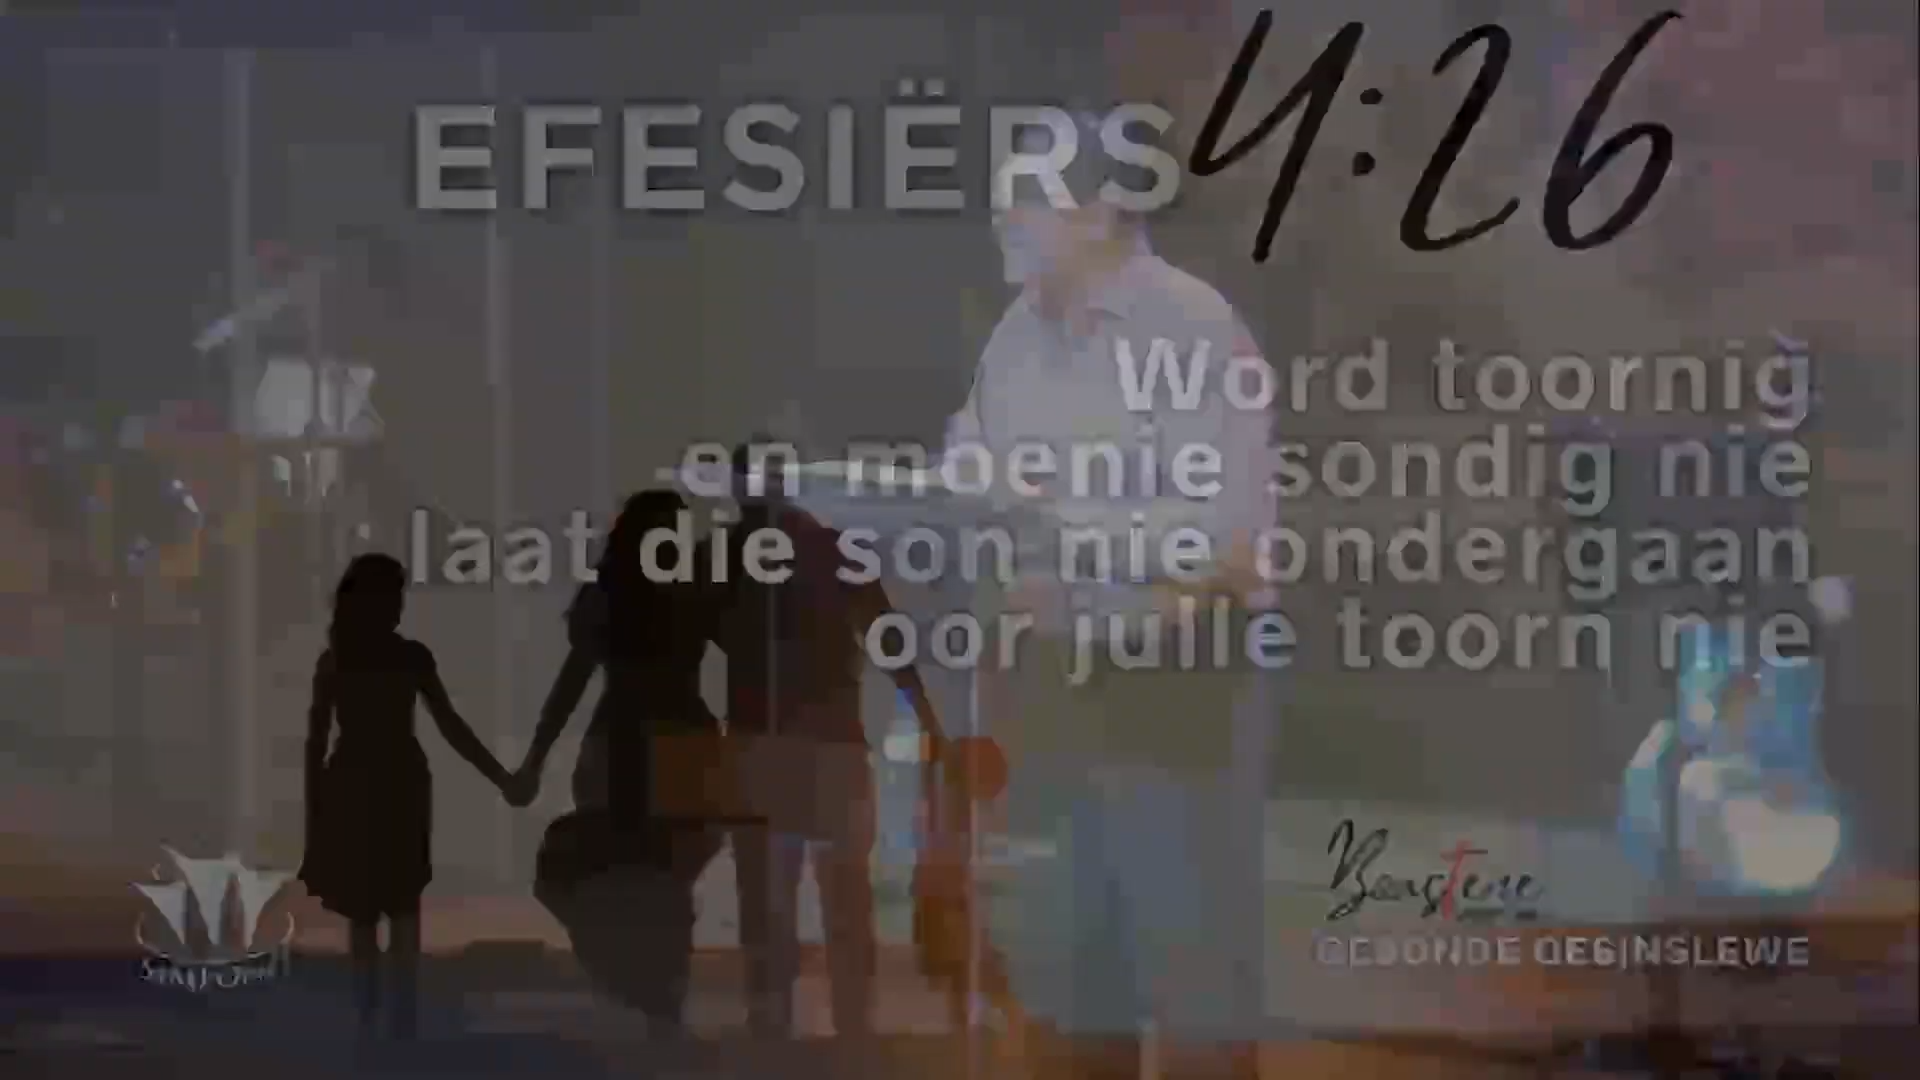 EFESIËRS 4:26
Word toornig
en moenie sondig nie
laat die son nie ondergaan
oor julle toorn nie
GESONDE GESINSLEWE